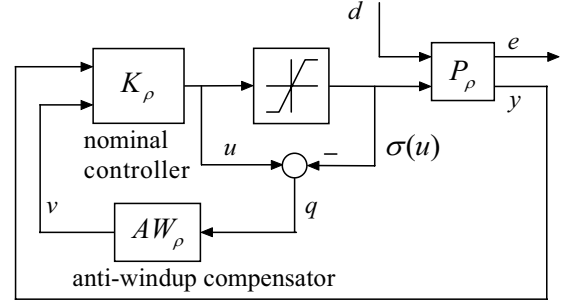 d
e
K_ρ
P_ρ
y
nominal
controller
u
−
σ(u)
v
q
AW_ρ
anti-windup compensator